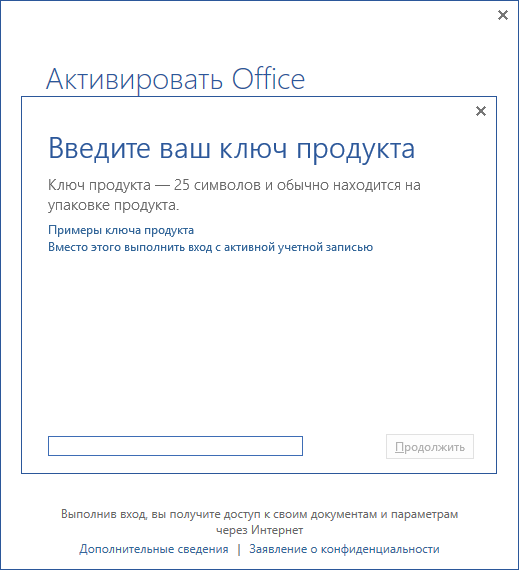 Активировать Office
Введите ваш ключ продукта
Ключ продукта — 25 символов и обычно находится на
упаковке продукта.
Примеры ключа продукта
Вместо этого выполнить вход с активной учетной записью
Продолжить
Выполнив вход, вы получите доступ к своим документам и параметрам
через Интернет
Дополнительные сведения | Заявление о конфиденциальности